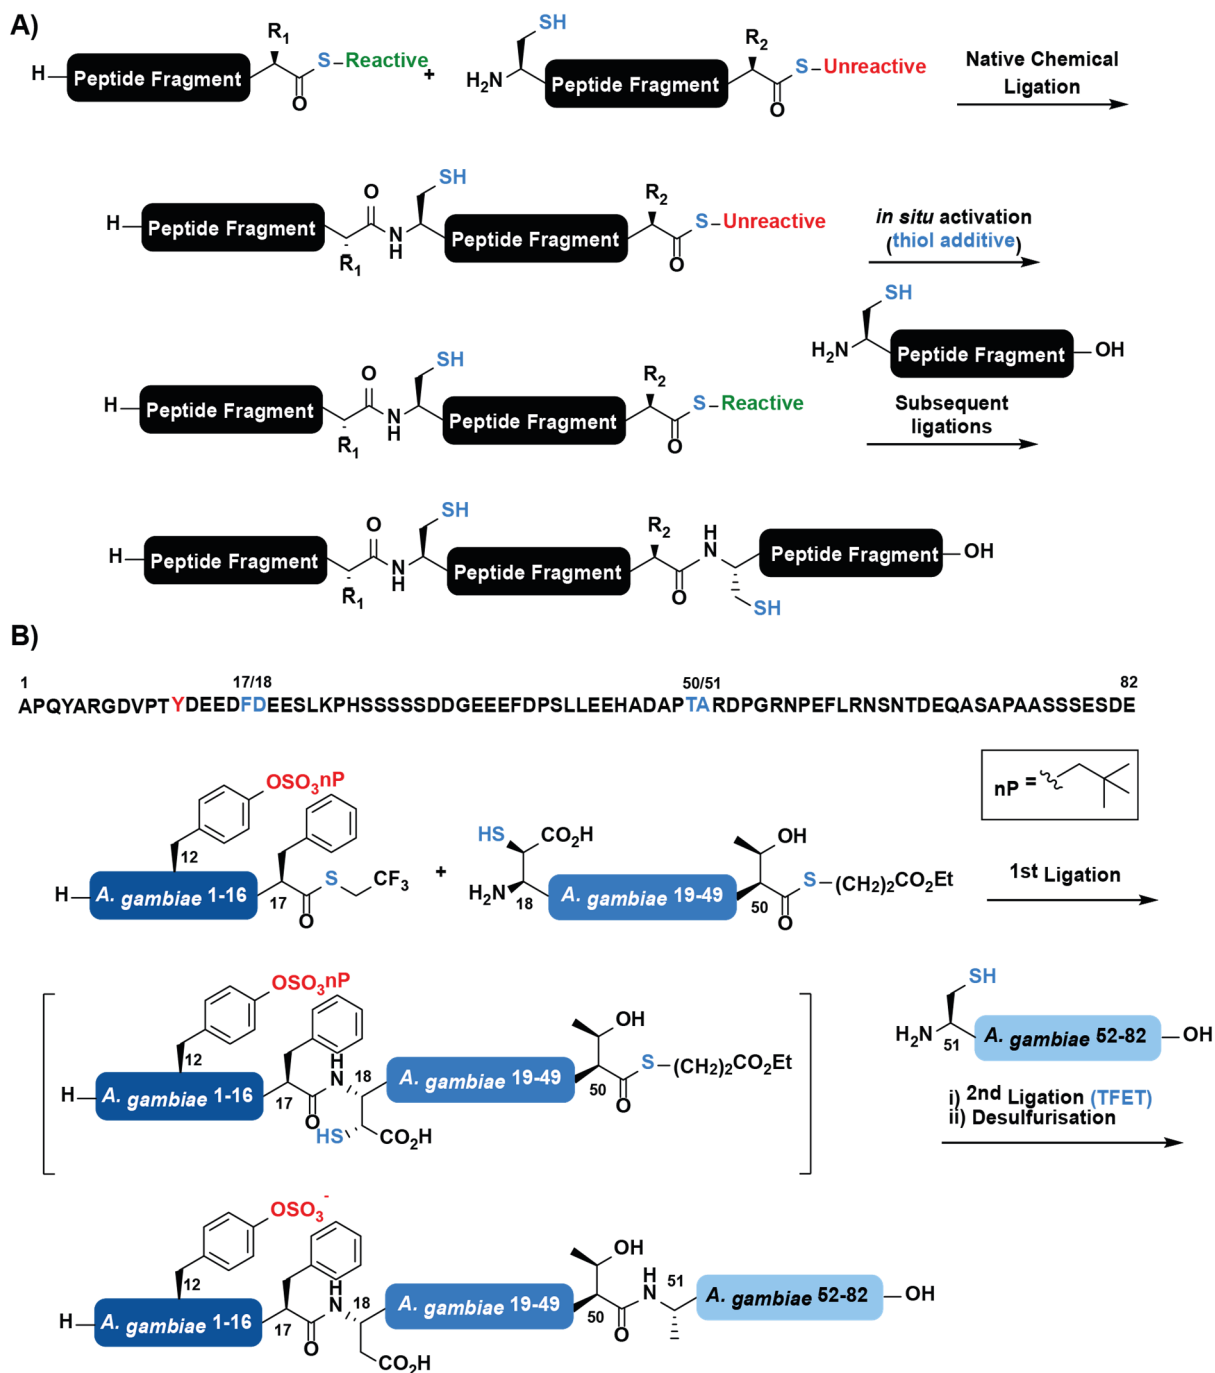 A)
R1
H
Peptide Fragment
S
Reactive
O
+
SH
H2N
Peptide Fragment
R2
S
Unreactive
O
Native Chemical
Ligation
H
Peptide Fragment
R1
O
N
H
SH
Peptide Fragment
R2
O
S
Unreactive
in situ activation
(thiol additive)
SH
H2N
Peptide Fragment
OH
Subsequent
ligations
H
Peptide Fragment
R1
O
N
H
SH
Peptide Fragment
R2
O
S
Reactive
H
Peptide Fragment
R1
O
N
H
SH
Peptide Fragment
R2
O
H
N
SH
Peptide Fragment
OH
B)
1 17/18 50/51 82
APQYARGDVPTYDEEDFDEESLKPHSSSSSDDGEEEFDPSLLEEHADAPTARDPGRNPEFLRNSNTDEQASAPAASSSESDE
nP =
OSO3nP
12
H
A. gambiae 1-16
17
O
S
CF3
+
HS
CO2H
H2N
18
A. gambiae 19-49
OH
50
O
S
(CH2)2CO2Et
1st Ligation
OSO3nP
12
H
A. gambiae 1-16
17
O
H
N
18
HS
CO2H
A. gambiae 19-49
OH
50
O
S
(CH2)2CO2Et
SH
H2N
51
A. gambiae 52-82
OH
i) 2nd Ligation (TFET)
ii) Desulfurisation
OSO3-
12
H
A. gambiae 1-16
17
O
H
N
18
CO2H
A. gambiae 19-49
OH
50
O
H
N
51
A. gambiae 52-82
OH